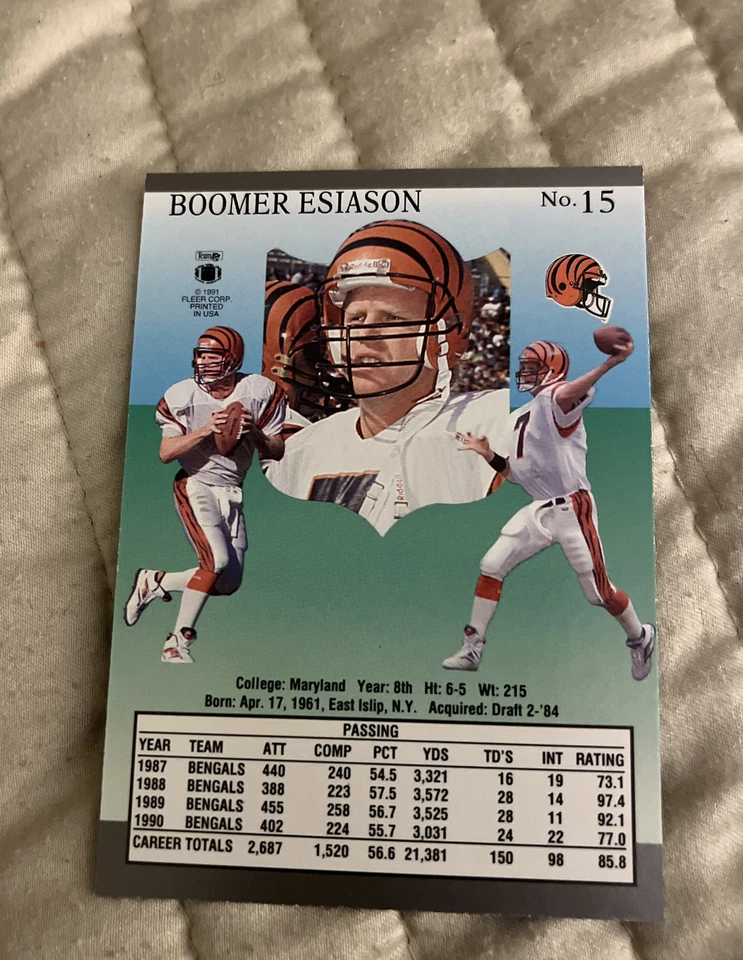 BOOMER ESIASON
No. 15
Team NFL
© 1991
FLEER CORP.
PRINTED
IN USA
Riddell
7
College: Maryland Year: 8th Ht: 6-5 Wt: 215
Born: Apr. 17, 1961, East Islip, N.Y. Acquired: Draft 2-'84
PASSING
YEAR TEAM ATT COMP PCT YDS TD'S INT RATING
1987 BENGALS 440 240 54.5 3,321 16 19 73.1
1988 BENGALS 388 223 57.5 3,572 28 14 97.4
1989 BENGALS 455 258 56.7 3,525 28 11 92.1
1990 BENGALS 402 224 55.7 3,031 24 22 77.0
CAREER TOTALS 2,687 1,520 56.6 21,381 150 98 85.8